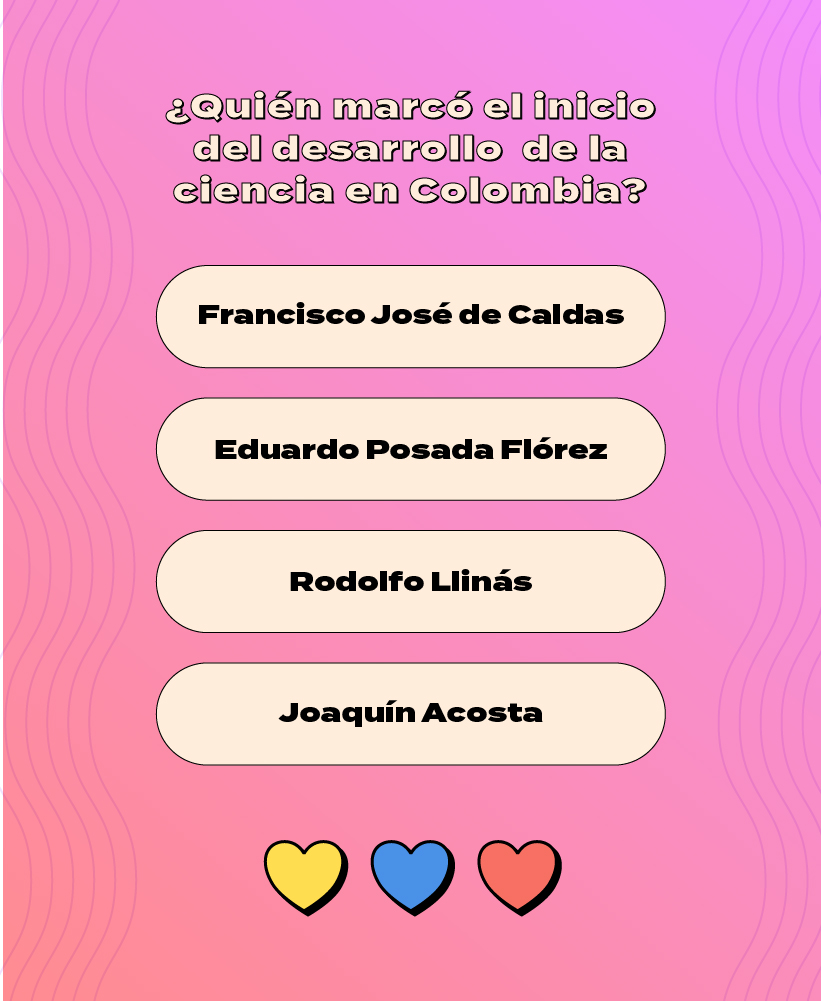 ¿Quién marcó el inicio
del desarrollo  de la
ciencia en Colombia?
Francisco José de Caldas
Eduardo Posada Flórez
Rodolfo Llinás
Joaquín Acosta